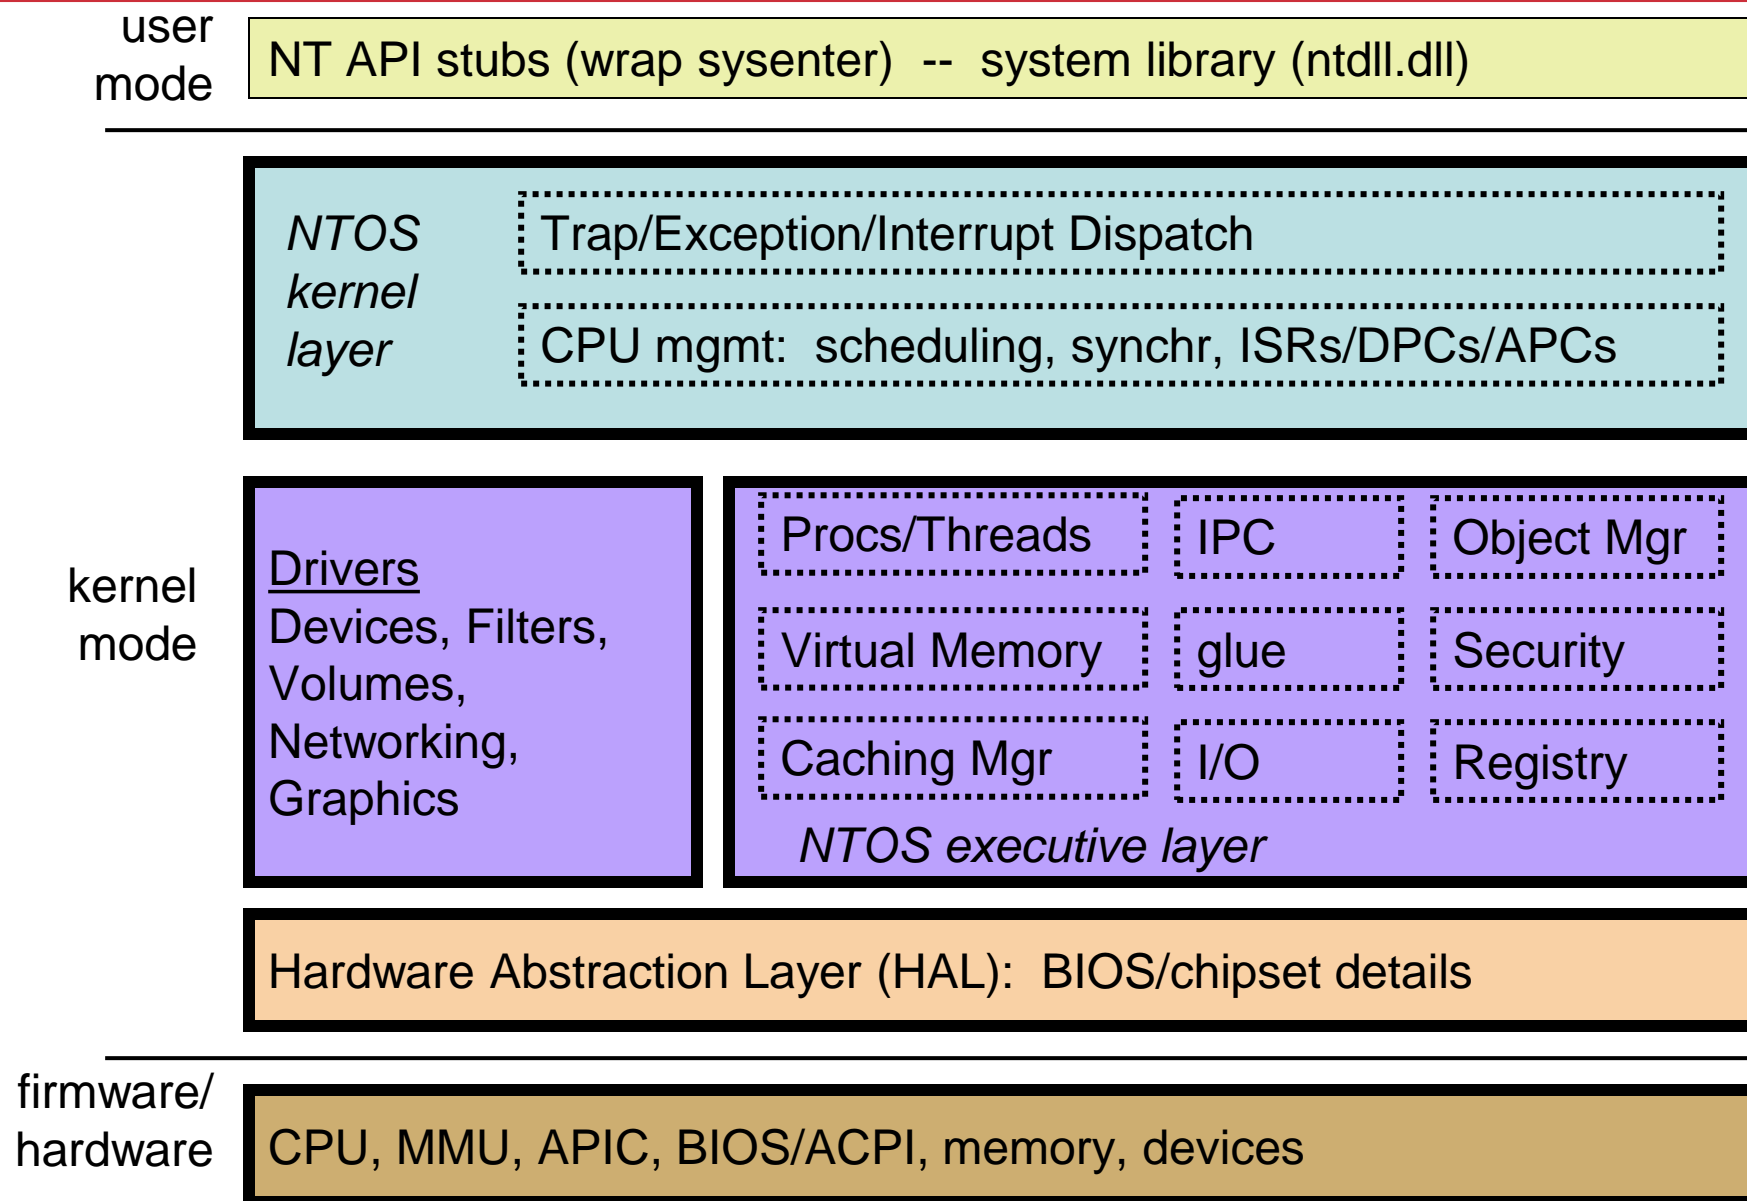 user
mode
NT API stubs (wrap sysenter) -- system library (ntdll.dll)
NTOS
kernel
layer
Trap/Exception/Interrupt Dispatch
CPU mgmt: scheduling, synchr, ISRs/DPCs/APCs
kernel
mode
Drivers
Devices, Filters,
Volumes,
Networking,
Graphics
Procs/Threads
IPC
Object Mgr
Virtual Memory
glue
Security
Caching Mgr
I/O
Registry
NTOS executive layer
Hardware Abstraction Layer (HAL): BIOS/chipset details
firmware/
hardware
CPU, MMU, APIC, BIOS/ACPI, memory, devices